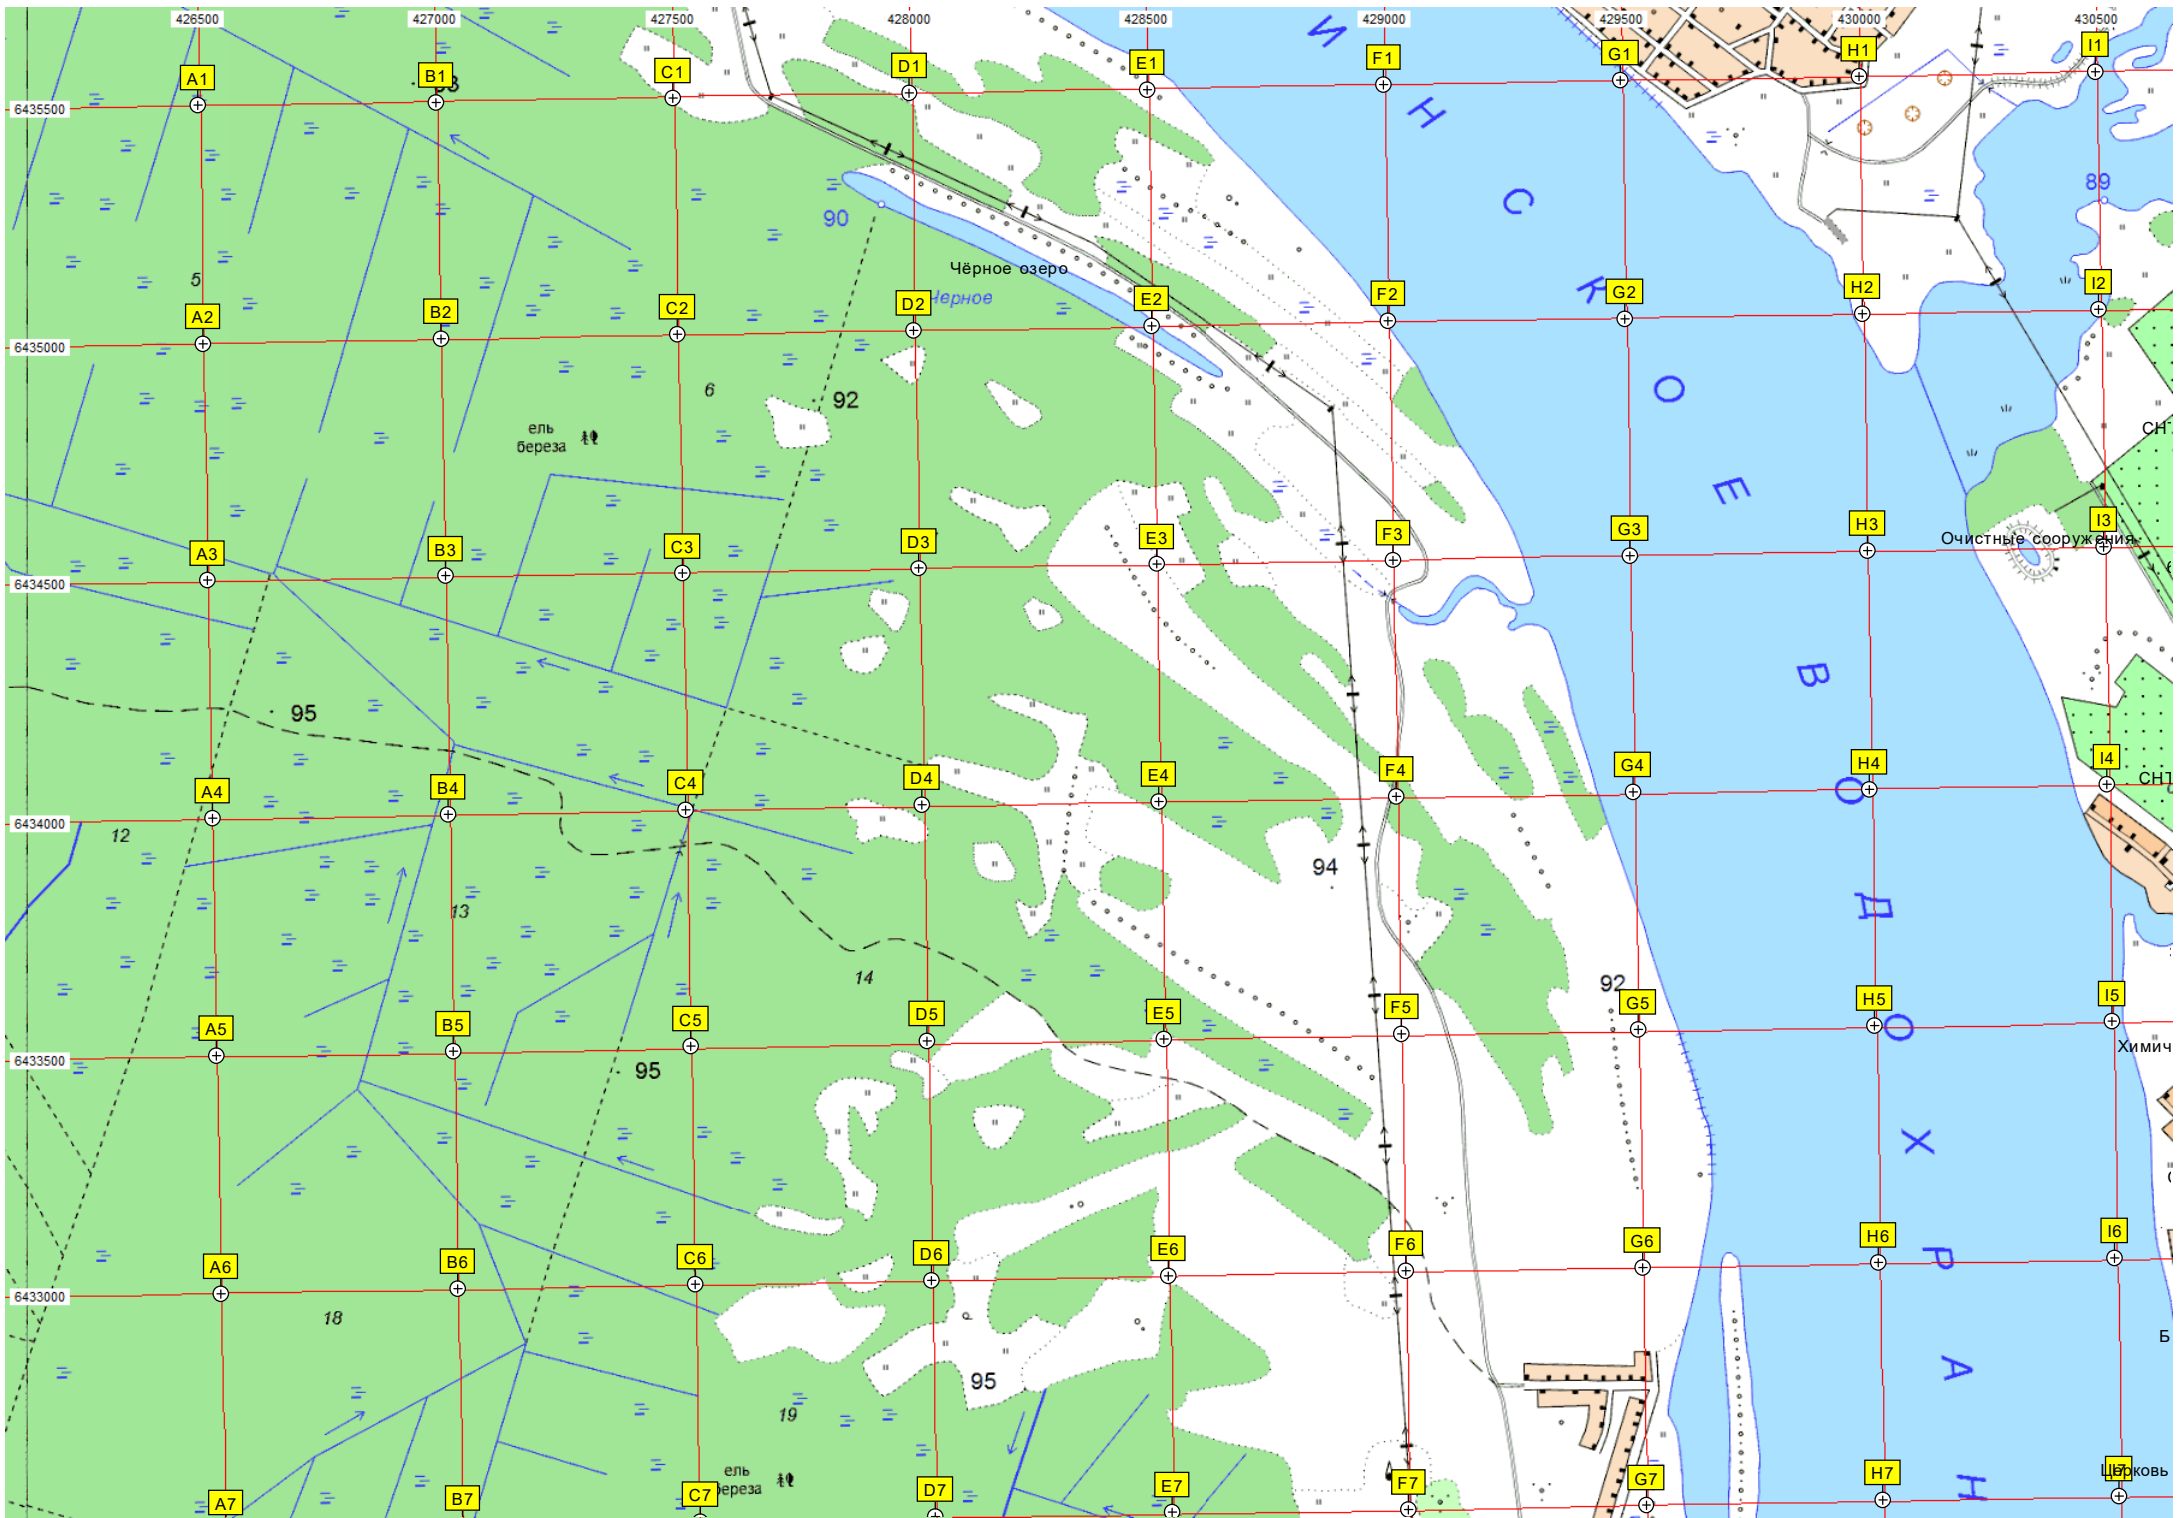 426500 427000 427500 428000 428500 429000 429500 430000 430500
И
A1 B1 C1 D1 E1 F1 G1 H1 I1
6435500
Н
С
89
90
5
Чёрное озеро
Черное
К
A2 B2 C2 D2 E2 F2 G2 H2 I2
6435000
6
92
О
ель
береза
СНТ
Е
A3 B3 C3 D3 E3 F3 G3 H3 I3
Очистные сооружения
6434500
В
95
A4 B4 C4 D4 E4 F4 G4 H4 I4
СНТ
О
6434000
12
94
13
Д
14
92
A5 B5 C5 D5 E5 F5 G5 H5 I5
О
Химич
6433500
95
Х
A6 B6 C6 D6 E6 F6 G6 H6 I6
Р
6433000
18
Б
95
А
19
ель
береза
Церковь
Н
A7 B7 C7 D7 E7 F7 G7 H7 I7